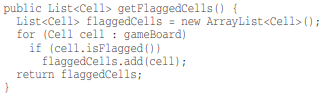 public List<Cell> getFlaggedCells() {
  List<Cell> flaggedCells = new ArrayList<Cell>();
  for (Cell cell : gameBoard)
    if (cell.isFlagged())
      flaggedCells.add(cell);
  return flaggedCells;
}